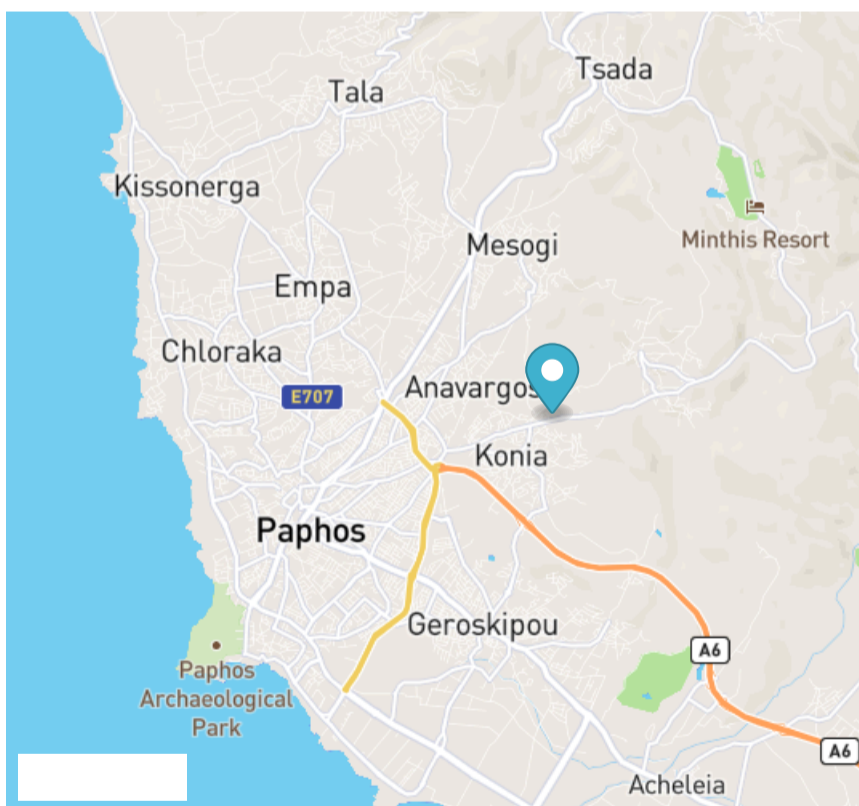 Tsada
Tala
Kissonerga
Minthis Resort
Mesogi
Empa
Chloraka
E707
Anavargos
Konia
Paphos
Geroskipou
A6
Paphos
Archaeological
Park
A6
Acheleia